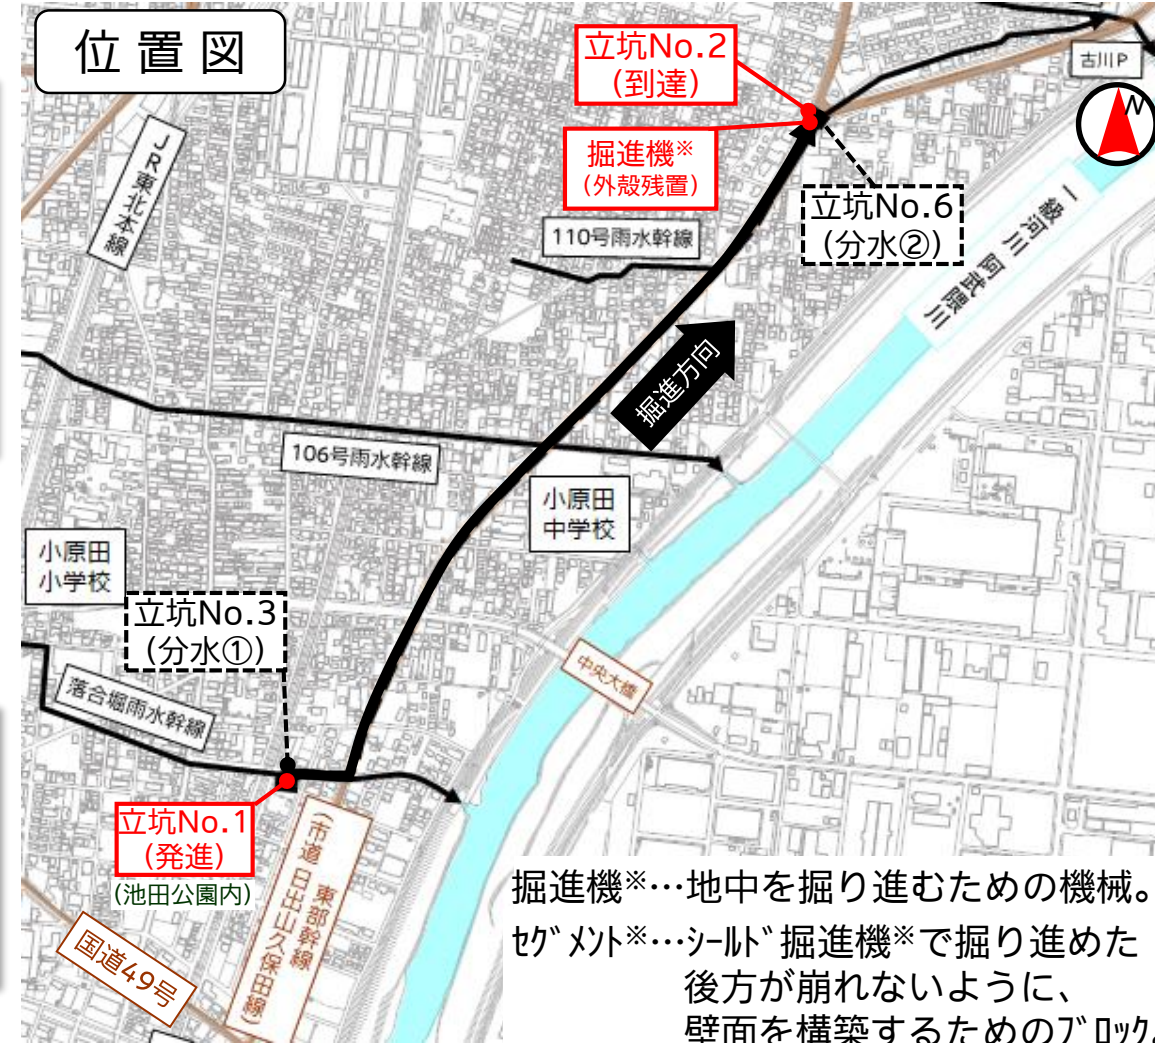 位置図
立坑No.2
(到達)
古川P
N
掘進機※
(外殻残置)
JR東北本線
立坑No.6
(分水②)
110号雨水幹線
一級河川 阿武隈川
掘進方向
106号雨水幹線
小原田
中学校
小原田
小学校
立坑No.3
(分水①)
中央大橋
落合堀雨水幹線
立坑No.1
(発進)
(池田公園内)
東部幹線
(市道 日出山久保田線)
国道49号
掘進機※…地中を掘り進むための機械。
ｾｸﾞﾒﾝﾄ※…ｼｰﾙﾄﾞ掘進機※で掘り進めた
後方が崩れないように、
壁面を構築するためのﾌﾞﾛｯｸ。